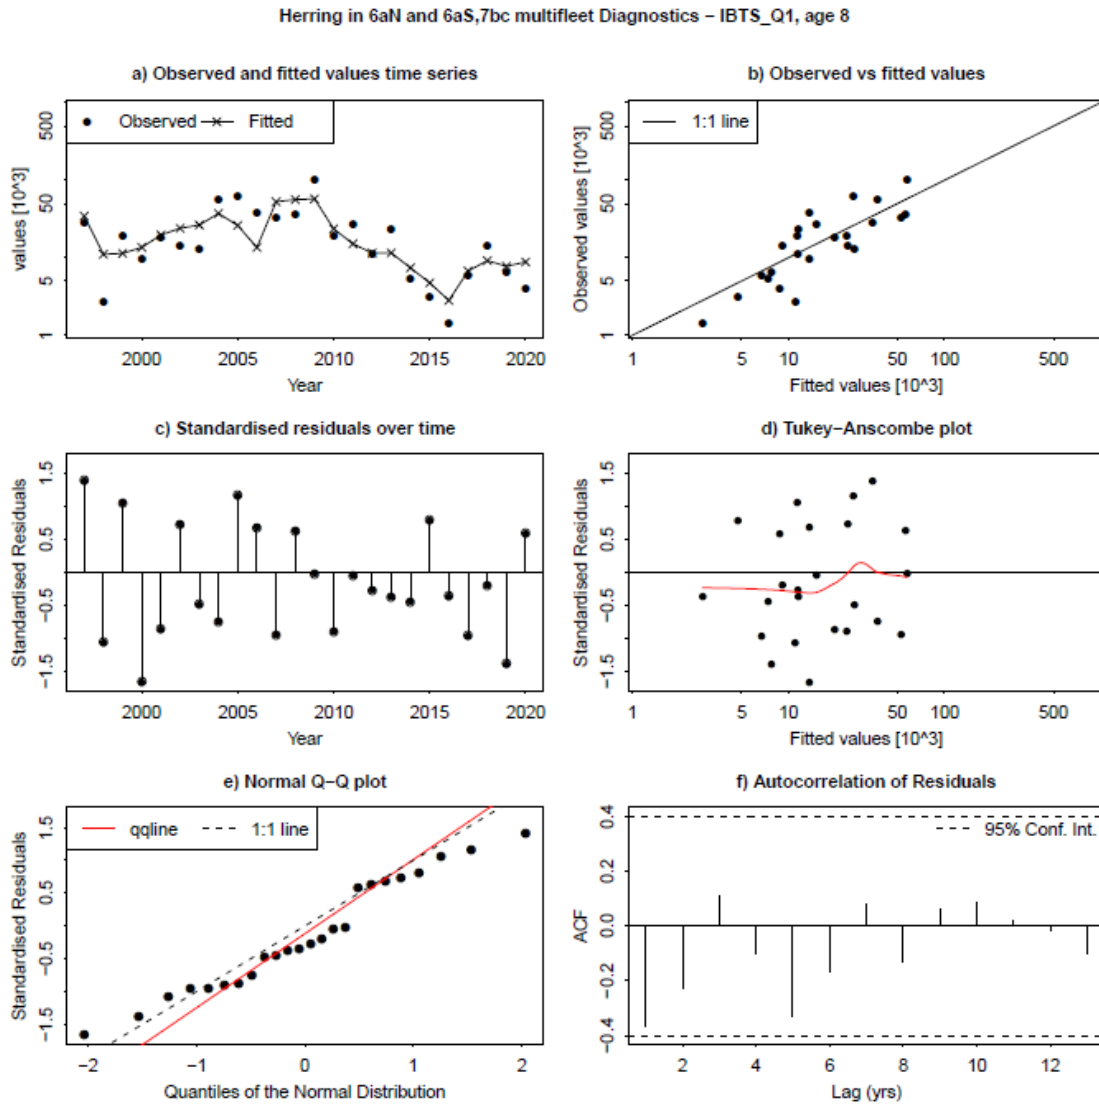 Herring in 6aN and 6aS,7bc multifleet Diagnostics − IBTS_Q1, age 8
a) Observed and fitted values time series
values [10^3]
500
50
5
1
Observed
Fitted
2000 2005 2010 2015 2020
Year
b) Observed vs fitted values
Observed values [10^3]
500
50
5
1
1:1 line
1 5 10 50 100 500
Fitted values [10^3]
c) Standardised residuals over time
Standardised Residuals
1.5
0.5
−0.5
−1.5
2000 2005 2010 2015 2020
Year
d) Tukey−Anscombe plot
Standardised Residuals
1.5
0.5
−0.5
−1.5
1 5 10 50 100 500
Fitted values [10^3]
e) Normal Q−Q plot
Standardised Residuals
1.5
0.5
−0.5
−1.5
qqline
1:1 line
−2 −1 0 1 2
Quantiles of the Normal Distribution
f) Autocorrelation of Residuals
ACF
0.4
0.2
0.0
−0.2
−0.4
95% Conf. Int.
2 4 6 8 10 12
Lag (yrs)